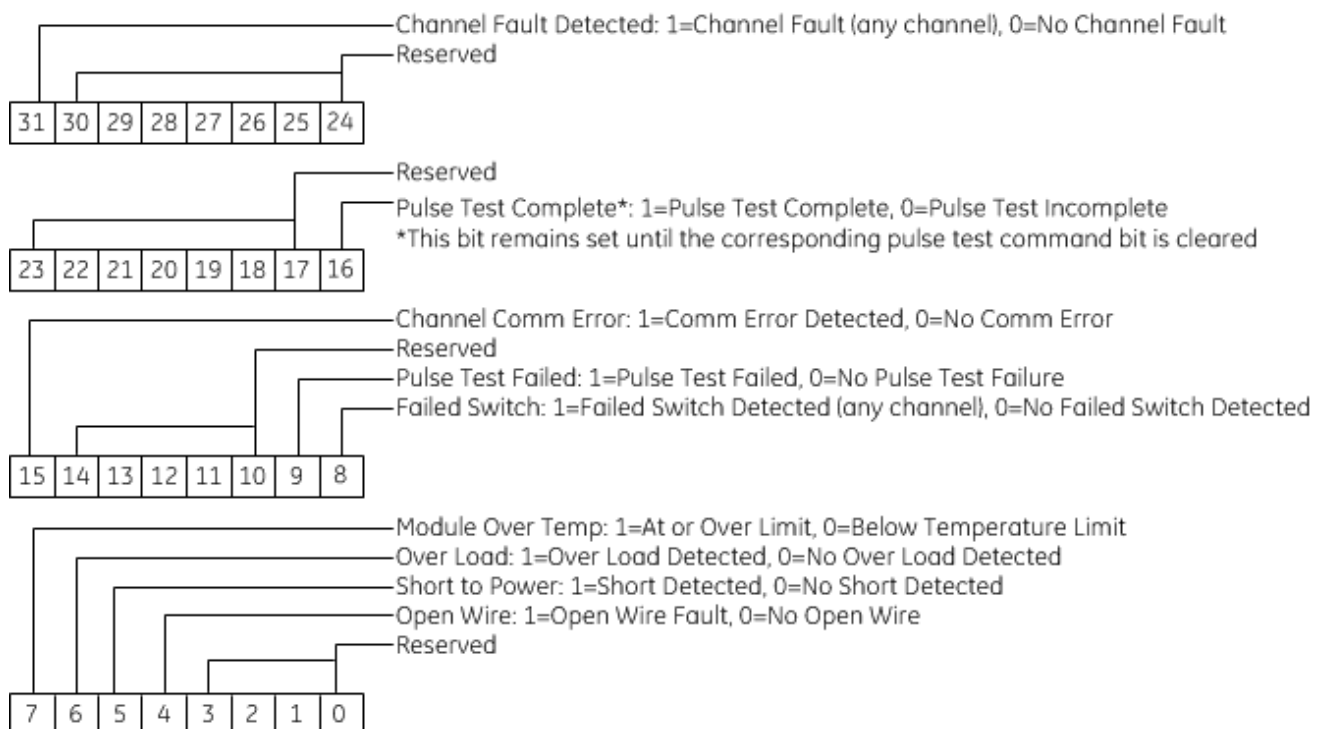 Channel Fault Detected: 1=Channel Fault (any channel), 0=No Channel Fault
Reserved
31 30 29 28 27 26 25 24
Reserved
Pulse Test Complete*: 1=Pulse Test Complete, 0=Pulse Test Incomplete
*This bit remains set until the corresponding pulse test command bit is cleared
23 22 21 20 19 18 17 16
Channel Comm Error: 1=Comm Error Detected, 0=No Comm Error
Reserved
Pulse Test Failed: 1=Pulse Test Failed, 0=No Pulse Test Failure
Failed Switch: 1=Failed Switch Detected (any channel), 0=No Failed Switch Detected
15 14 13 12 11 10 9 8
Module Over Temp: 1=At or Over Limit, 0=Below Temperature Limit
Over Load: 1=Over Load Detected, 0=No Over Load Detected
Short to Power: 1=Short Detected, 0=No Short Detected
Open Wire: 1=Open Wire Fault, 0=No Open Wire
Reserved
7 6 5 4 3 2 1 0